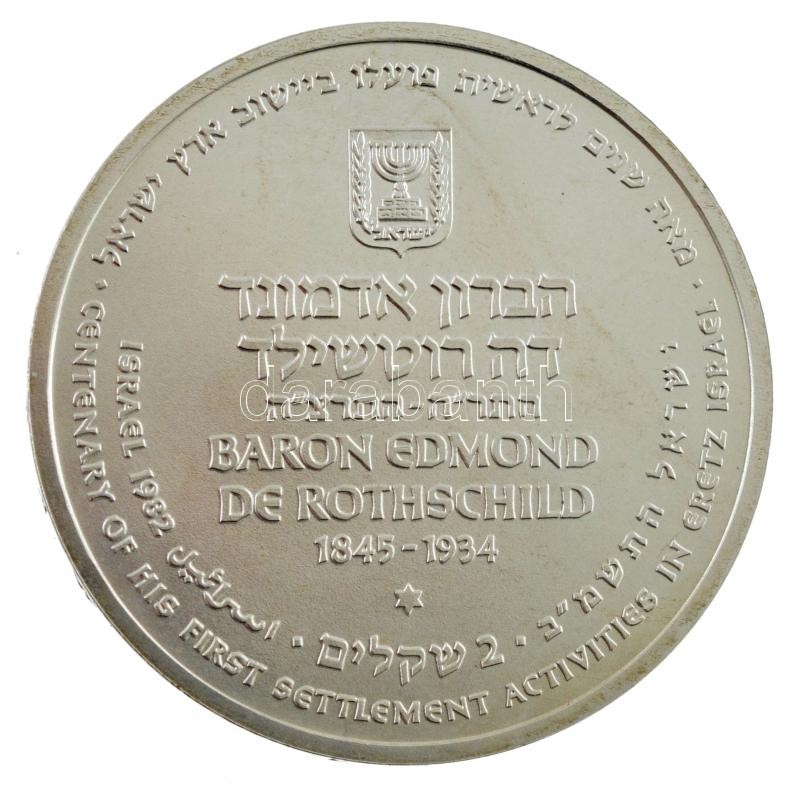 מאה שנים לראשית פועלו ביישוב ארץ ישראל
CENTENARY OF HIS FIRST SETTLEMENT ACTIVITIES IN ERETZ ISRAEL
ישראל
הברון אדמונד
דה רוטשילד
BARON EDMOND
DE ROTHSCHILD
1845-1934
ISRAEL 1982 اسرائيل
2 שקלים
ישראל התשמ"ב
darabanth